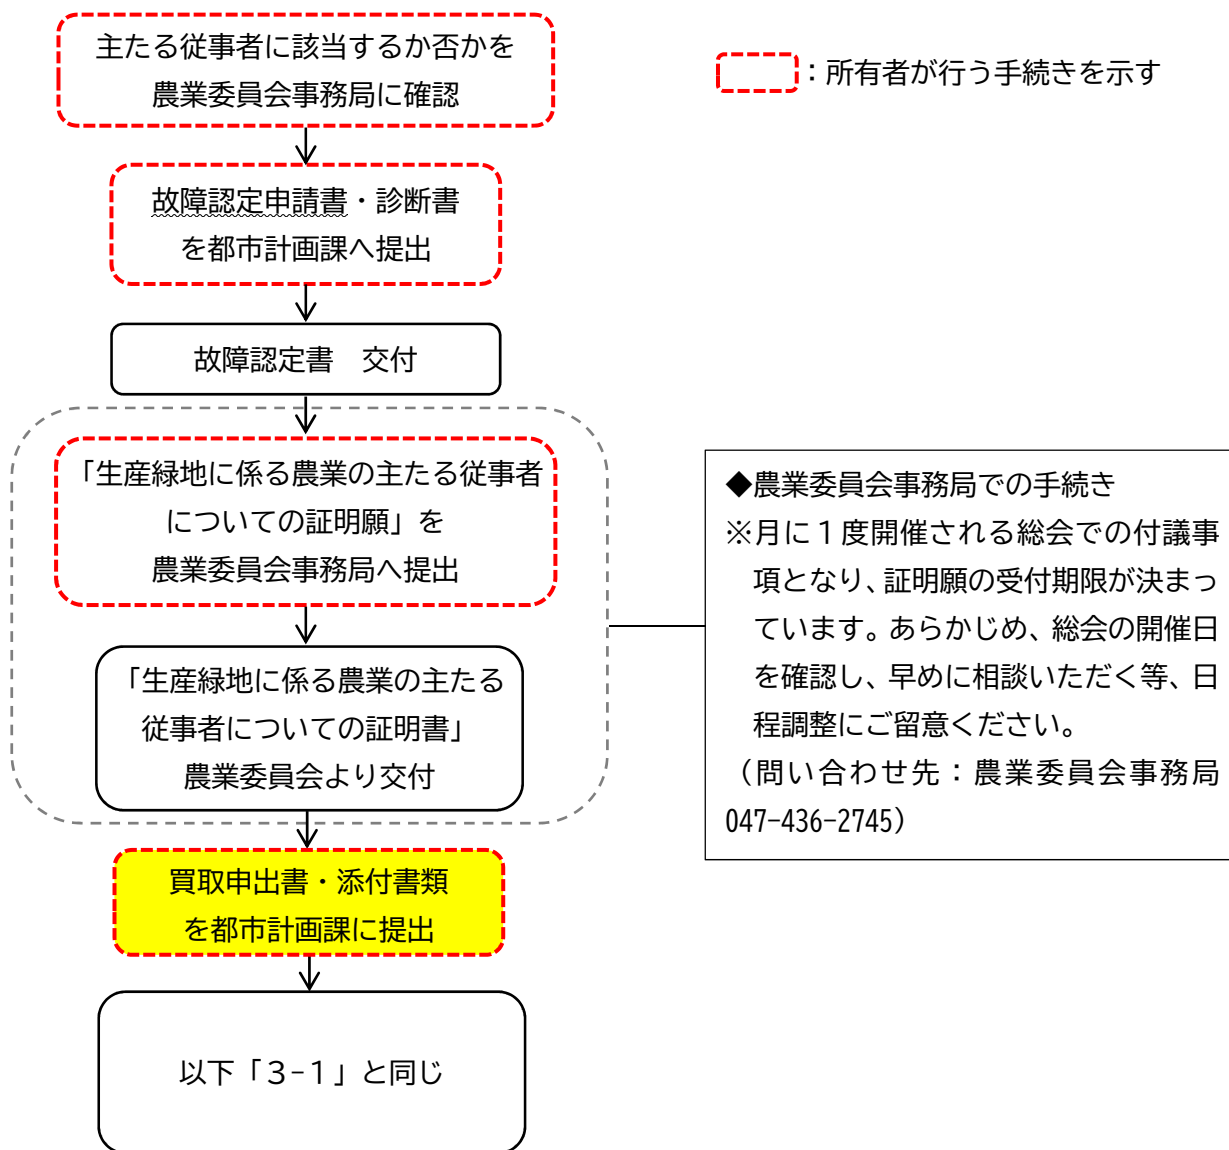 主たる従事者に該当するか否かを
農業委員会事務局に確認
：所有者が行う手続きを示す
故障認定申請書・診断書
を都市計画課へ提出
故障認定書　交付
「生産緑地に係る農業の主たる従事者
についての証明願」を
農業委員会事務局へ提出
「生産緑地に係る農業の主たる
従事者についての証明書」
農業委員会より交付
◆農業委員会事務局での手続き
※月に１度開催される総会での付議事
項となり、証明願の受付期限が決まっ
ています。あらかじめ、総会の開催日
を確認し、早めに相談いただく等、日
程調整にご留意ください。
（問い合わせ先：農業委員会事務局
047-436-2745）
買取申出書・添付書類
を都市計画課に提出
以下「３-１」と同じ